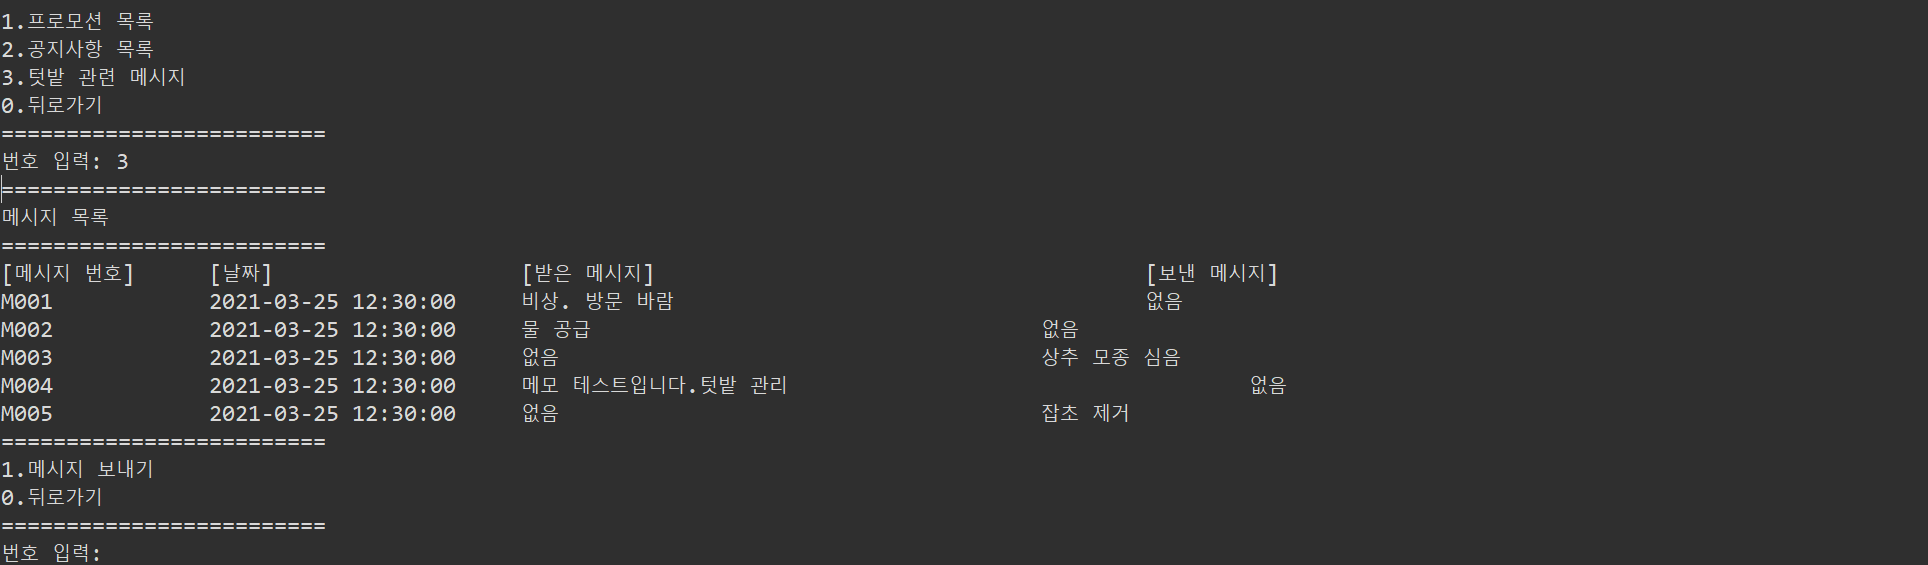 1.프로모션 목록
2.공지사항 목록
3.텃밭 관련 메시지
0.뒤로가기
=========================
번호 입력: 3
=========================
메시지 목록
=========================
[메시지 번호] [날짜] [받은 메시지] [보낸 메시지]
M001 2021-03-25 12:30:00 비상. 방문 바람 없음
M002 2021-03-25 12:30:00 물 공급 없음
M003 2021-03-25 12:30:00 없음 상추 모종 심음
M004 2021-03-25 12:30:00 메모 테스트입니다.텃밭 관리 없음
M005 2021-03-25 12:30:00 없음 잡초 제거
=========================
1.메시지 보내기
0.뒤로가기
=========================
번호 입력: